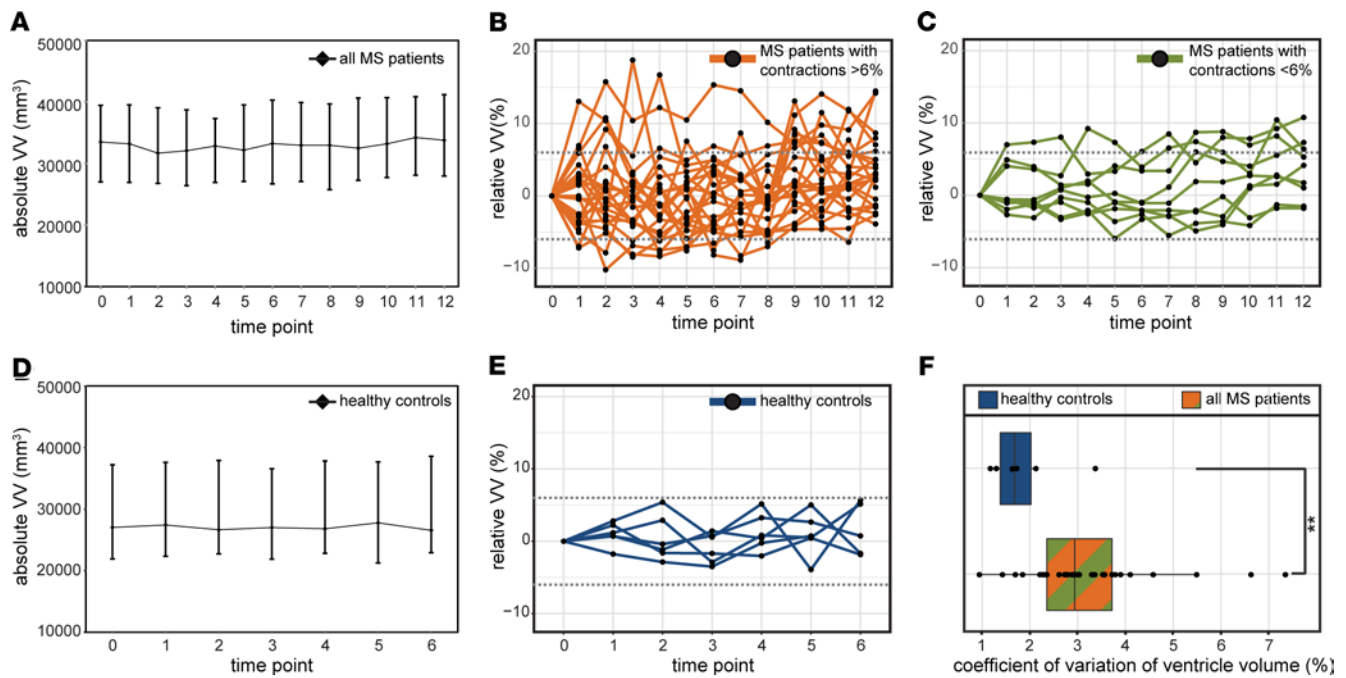 A
50000
40000
30000
20000
10000
absolute VV (mm³)
all MS patients
0 1 2 3 4 5 6 7 8 9 10 11 12
time point
B
20
10
0
−10
relative VV (%)
MS patients with
contractions >6%
0 1 2 3 4 5 6 7 8 9 10 11 12
time point
C
20
10
0
−10
relative VV (%)
MS patients with
contractions <6%
0 1 2 3 4 5 6 7 8 9 10 11 12
time point
D
50000
40000
30000
20000
10000
absolute VV (mm³)
healthy controls
0 1 2 3 4 5 6
time point
E
20
10
0
−10
relative VV (%)
healthy controls
0 1 2 3 4 5 6
time point
F
healthy controls
all MS patients
**
1 2 3 4 5 6 7
coefficient of variation of ventricle volume (%)